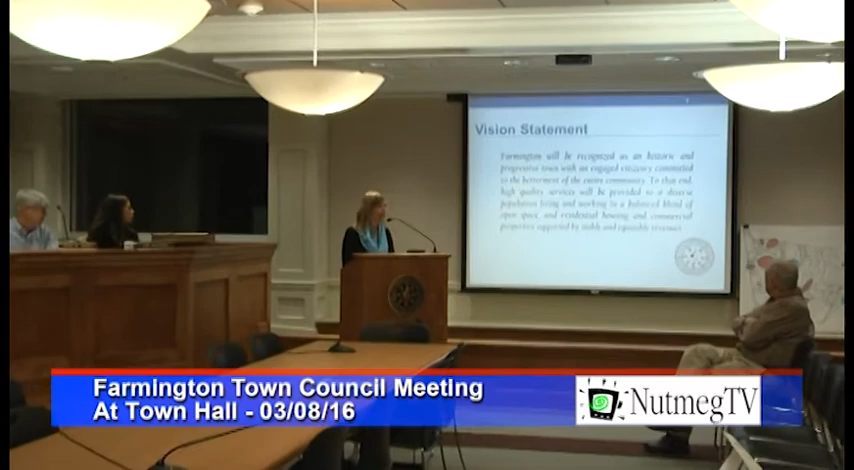 Vision Statement
Farmington will be recognized as an historic and
progressive town with an engaged citizenry committed
to the betterment of the entire community. To that end,
high quality services will be provided to a diverse
population living and working in a balanced blend of
open space, and residential housing and commercial
properties supported by stable and equitable revenues.
Farmington Town Council Meeting
At Town Hall - 03/08/16
NutmegTV